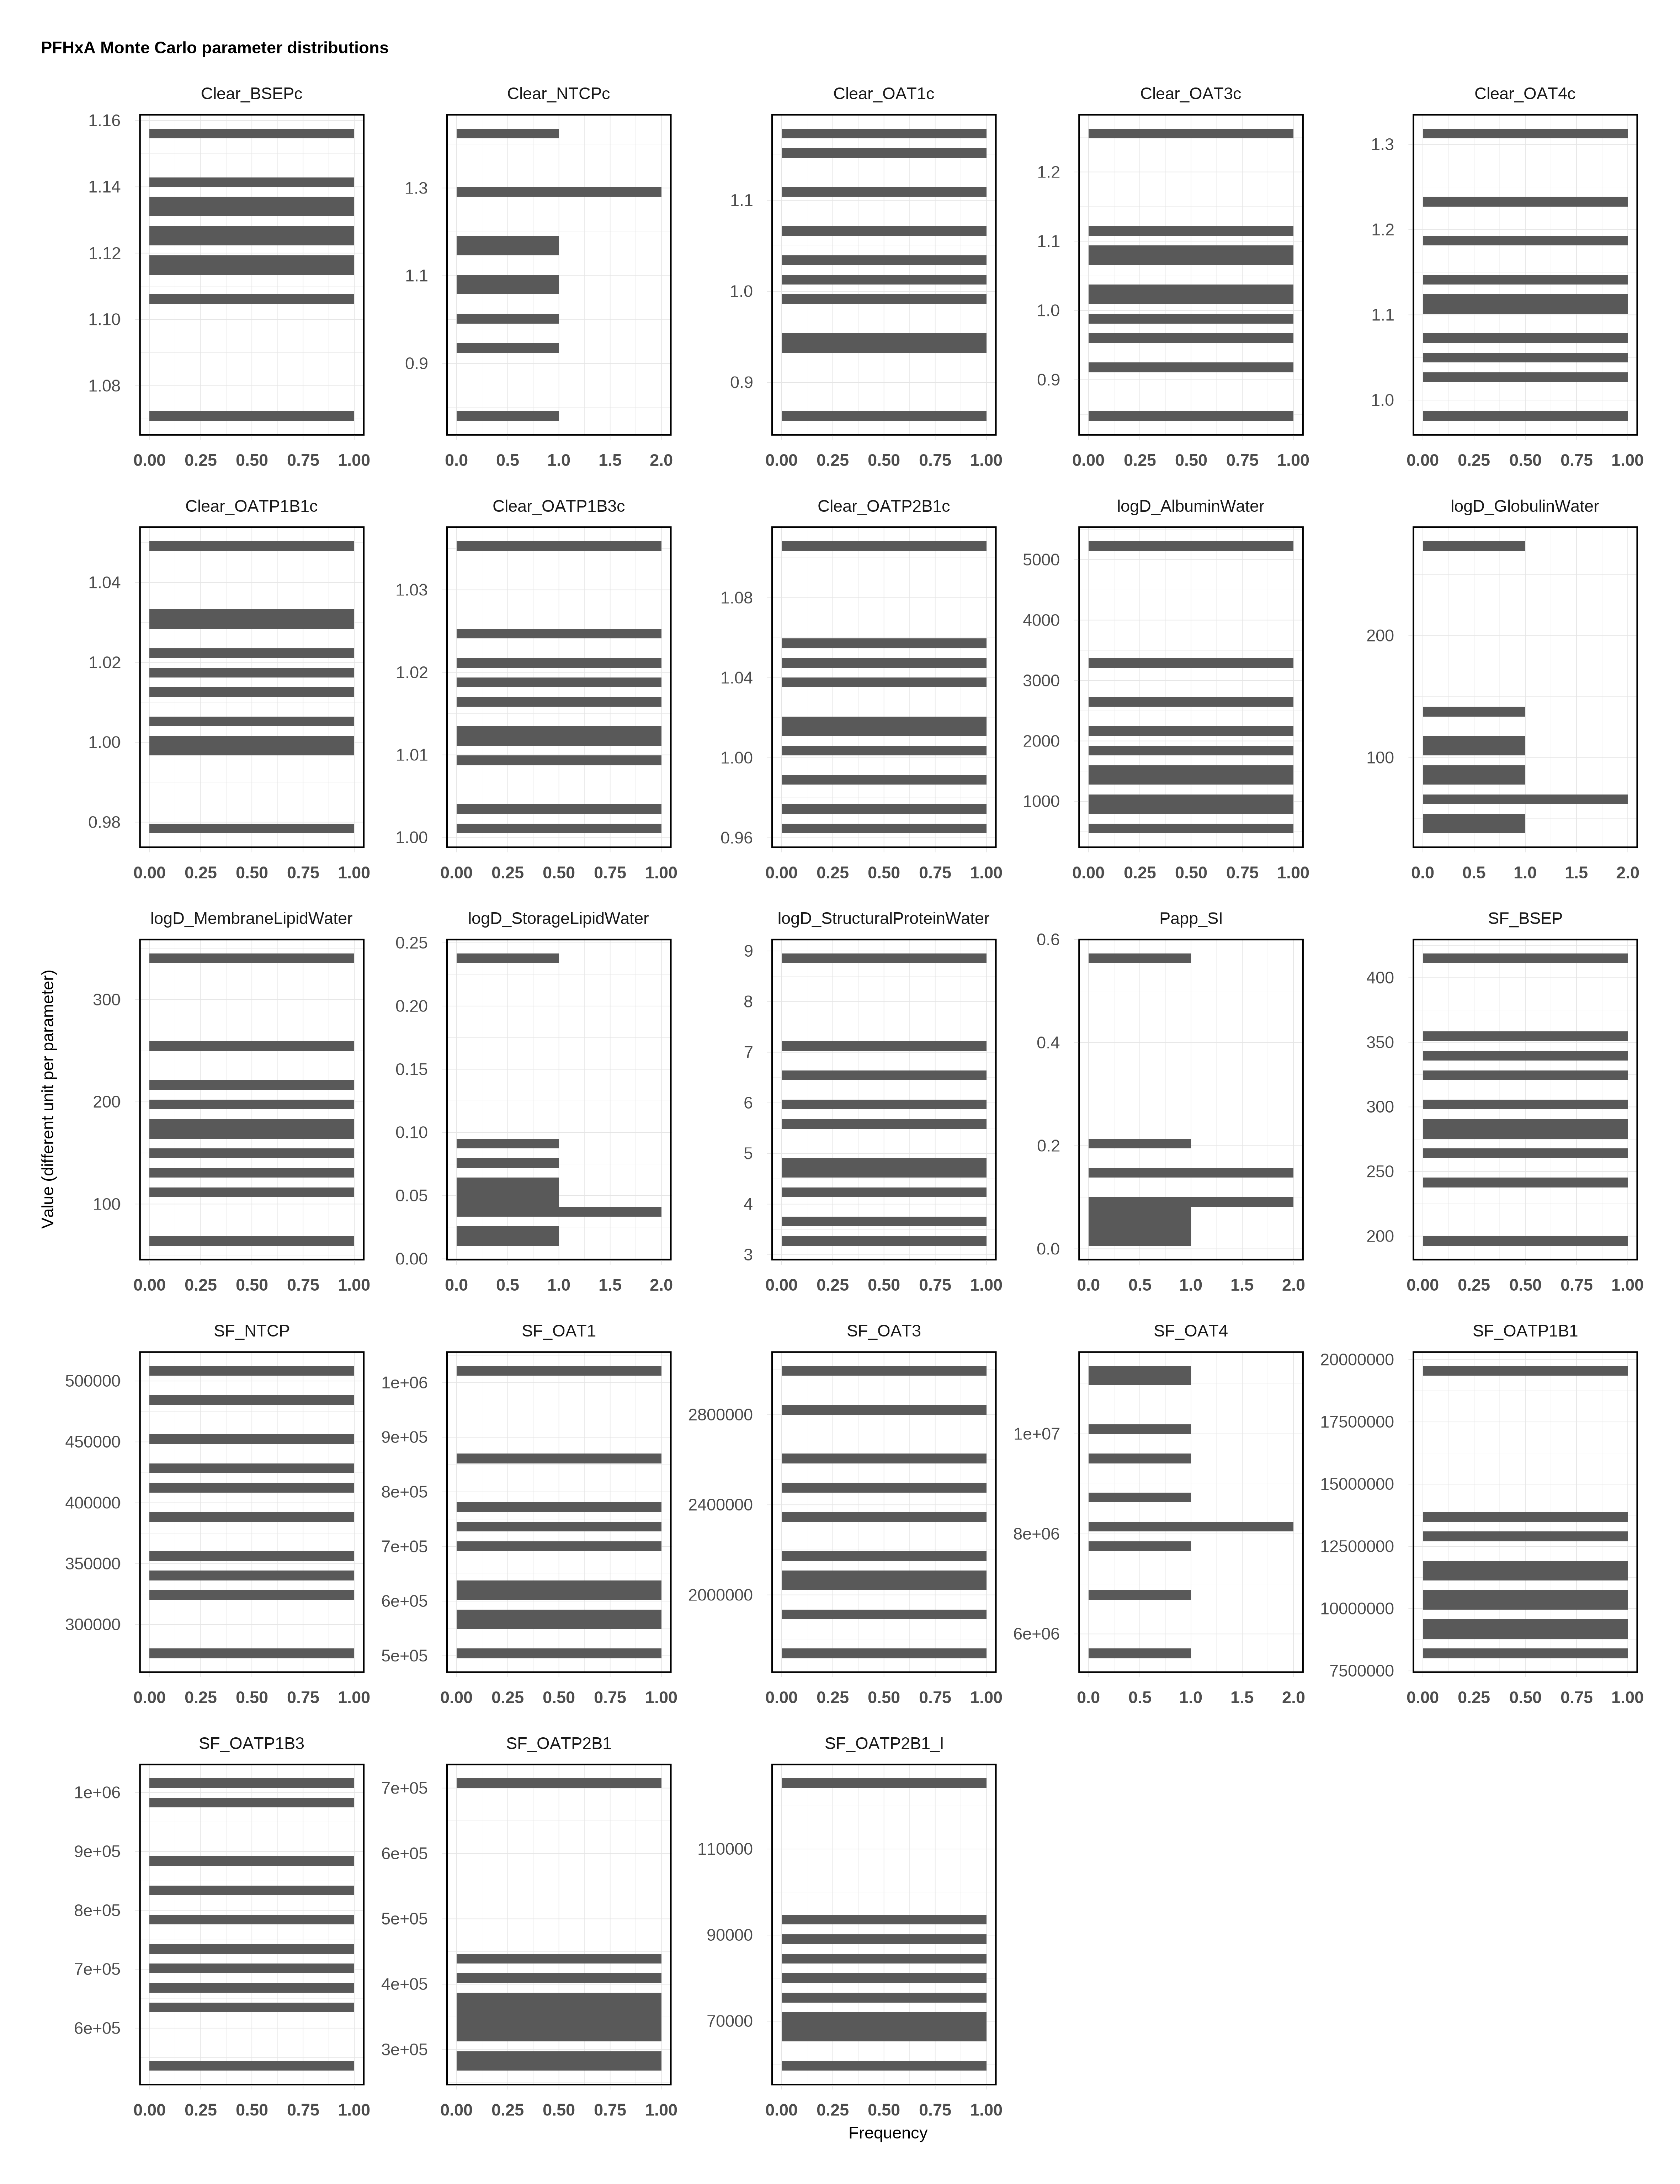 PFHxA Monte Carlo parameter distributions
Clear_BSEPc Clear_NTCPc Clear_OAT1c Clear_OAT3c Clear_OAT4c
1.16
1.14
1.12
1.10
1.08
1.3
1.1
0.9
1.1
1.0
0.9
1.2
1.1
1.0
0.9
1.3
1.2
1.1
1.0
0.00 0.25 0.50 0.75 1.00 0.0 0.5 1.0 1.5 2.0 0.00 0.25 0.50 0.75 1.00 0.00 0.25 0.50 0.75 1.00 0.00 0.25 0.50 0.75 1.00
Clear_OATP1B1c Clear_OATP1B3c Clear_OATP2B1c logD_AlbuminWater logD_GlobulinWater
1.04
1.02
1.00
0.98
1.03
1.02
1.01
1.00
1.08
1.04
1.00
0.96
5000
4000
3000
2000
1000
200
100
0.00 0.25 0.50 0.75 1.00 0.00 0.25 0.50 0.75 1.00 0.00 0.25 0.50 0.75 1.00 0.00 0.25 0.50 0.75 1.00 0.0 0.5 1.0 1.5 2.0
logD_MembraneLipidWater logD_StorageLipidWater logD_StructuralProteinWater Papp_SI SF_BSEP
Value (different unit per parameter)
300
200
100
0.25
0.20
0.15
0.10
0.05
0.00
9
8
7
6
5
4
3
0.6
0.4
0.2
0.0
400
350
300
250
200
0.00 0.25 0.50 0.75 1.00 0.0 0.5 1.0 1.5 2.0 0.00 0.25 0.50 0.75 1.00 0.0 0.5 1.0 1.5 2.0 0.00 0.25 0.50 0.75 1.00
SF_NTCP SF_OAT1 SF_OAT3 SF_OAT4 SF_OATP1B1
500000
450000
400000
350000
300000
1e+06
9e+05
8e+05
7e+05
6e+05
5e+05
2800000
2400000
2000000
1e+07
8e+06
6e+06
20000000
17500000
15000000
12500000
10000000
7500000
0.00 0.25 0.50 0.75 1.00 0.00 0.25 0.50 0.75 1.00 0.00 0.25 0.50 0.75 1.00 0.0 0.5 1.0 1.5 2.0 0.00 0.25 0.50 0.75 1.00
SF_OATP1B3 SF_OATP2B1 SF_OATP2B1_I
1e+06
9e+05
8e+05
7e+05
6e+05
7e+05
6e+05
5e+05
4e+05
3e+05
110000
90000
70000
0.00 0.25 0.50 0.75 1.00 0.00 0.25 0.50 0.75 1.00 0.00 0.25 0.50 0.75 1.00
Frequency